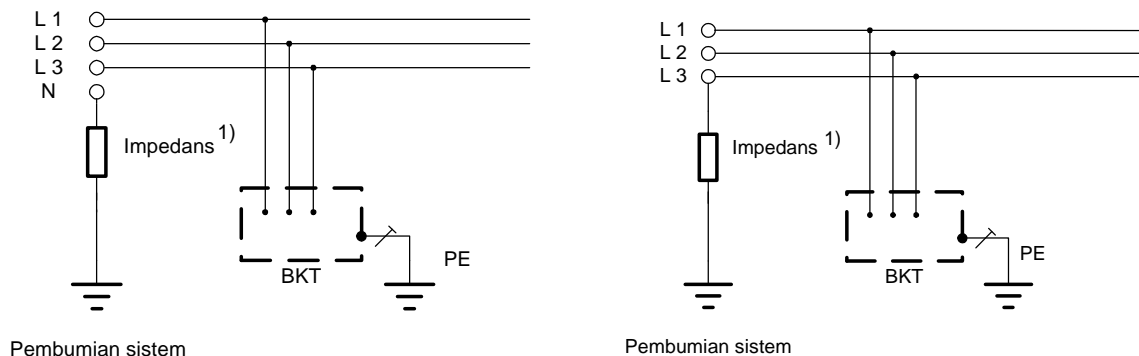 L 1
L 2
L 3
N
Impedans 1)
PE
BKT
Pembumian sistem
L 1
L 2
L 3
Impedans 1)
PE
BKT
Pembumian sistem